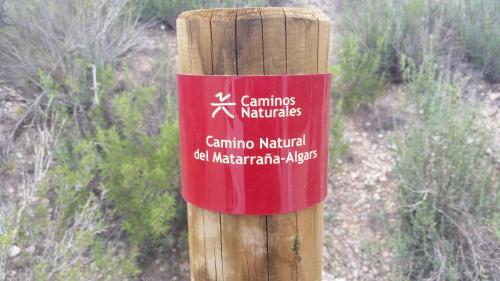 Caminos
Naturales
Camino Natural
del Matarraña-Algars